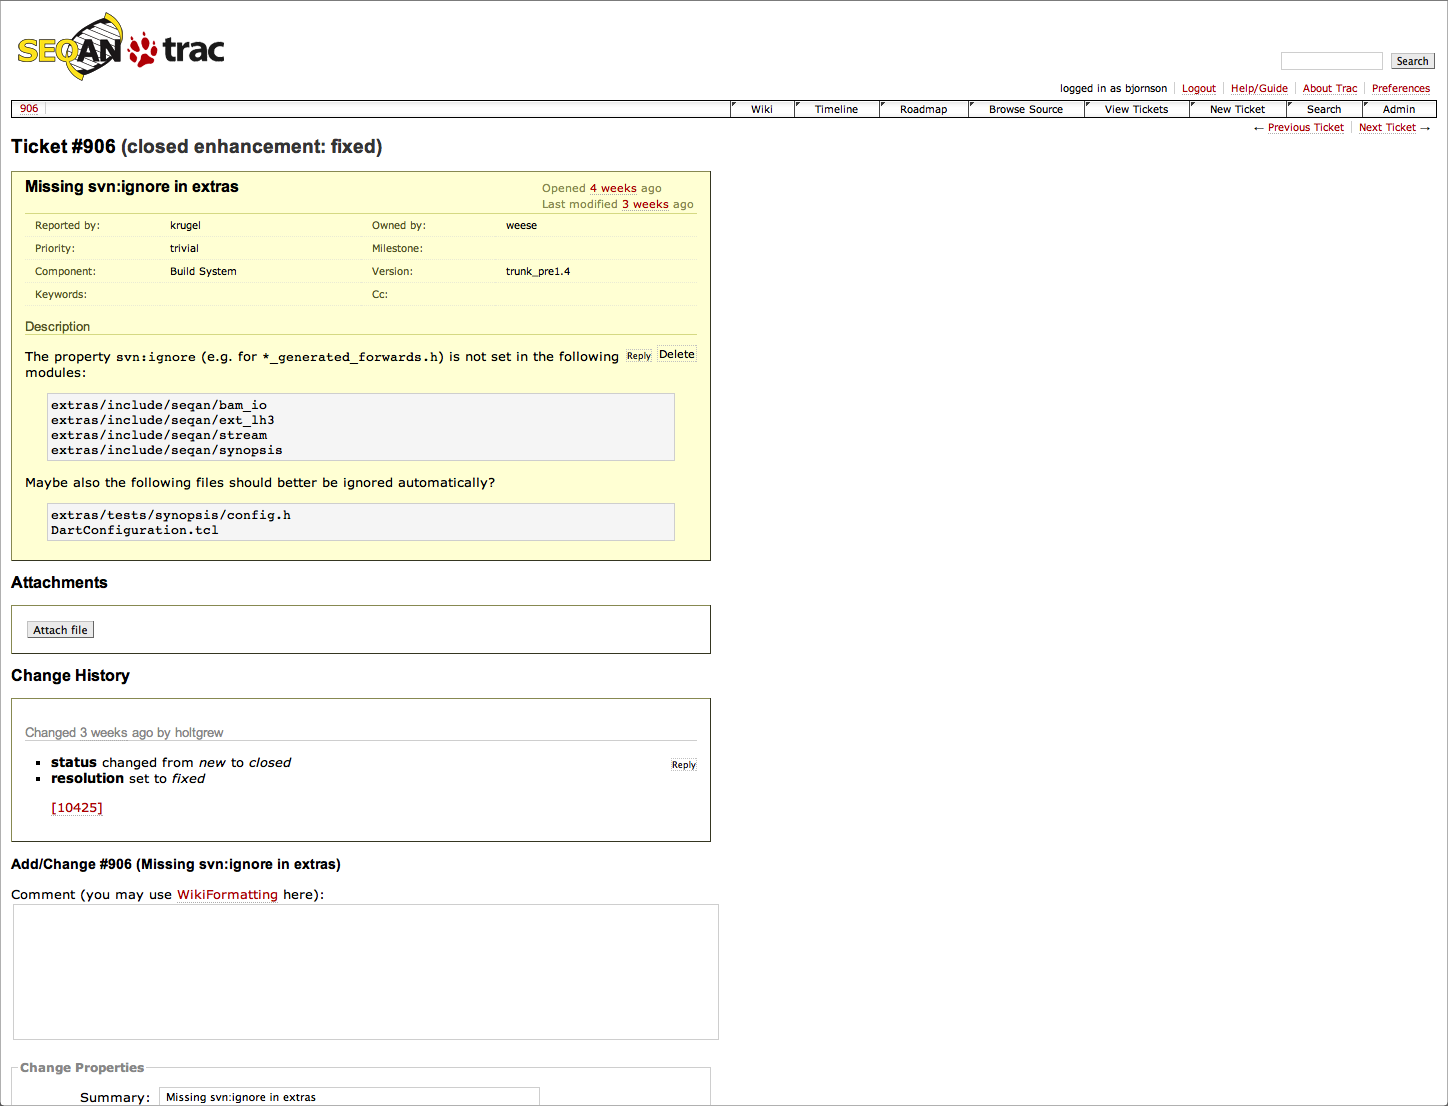 SEQAN trac
Search
logged in as bjornson Logout Help/Guide About Trac Preferences
906 Wiki Timeline Roadmap Browse Source View Tickets New Ticket Search Admin
← Previous Ticket Next Ticket →
Ticket #906 (closed enhancement: fixed)
Missing svn:ignore in extras
Opened 4 weeks ago
Last modified 3 weeks ago
Reported by: krugel Owned by: weese
Priority: trivial Milestone:
Component: Build System Version: trunk_pre1.4
Keywords: Cc:
Description
The property svn:ignore (e.g. for *_generated_forwards.h) is not set in the following Reply Delete
modules:
extras/include/seqan/bam_io
extras/include/seqan/ext_lh3
extras/include/seqan/stream
extras/include/seqan/synopsis
Maybe also the following files should better be ignored automatically?
extras/tests/synopsis/config.h
DartConfiguration.tcl
Attachments
Attach file
Change History
Changed 3 weeks ago by holtgrew
status changed from new to closed Reply
resolution set to fixed
[10425]
Add/Change #906 (Missing svn:ignore in extras)
Comment (you may use WikiFormatting here):
Change Properties
Summary: Missing svn:ignore in extras